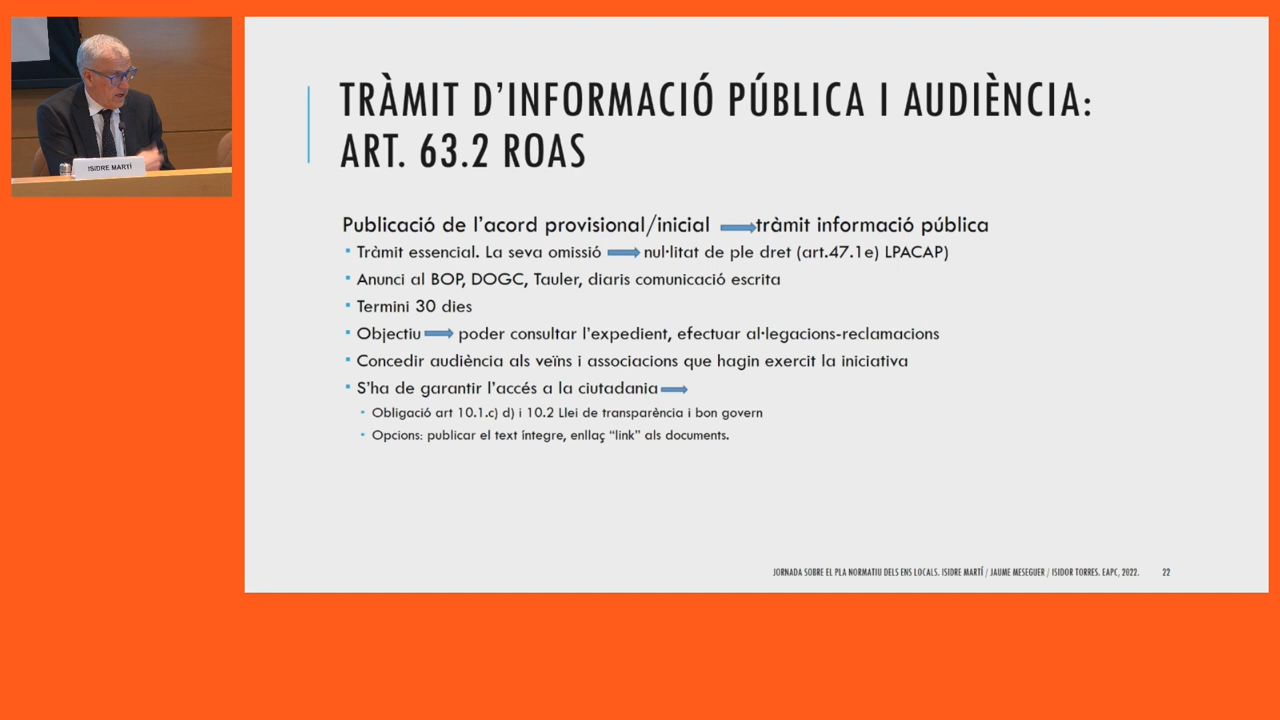 ISIDRE MARTÍ
TRÀMIT D'INFORMACIÓ PÚBLICA I AUDIÈNCIA:
ART. 63.2 ROAS
Publicació de l'acord provisional/inicial tràmit informació pública
Tràmit essencial. La seva omissió nul·litat de ple dret (art.47.1e) LPACAP)
Anunci al BOP, DOGC, Tauler, diaris comunicació escrita
Termini 30 dies
Objectiu poder consultar l'expedient, efectuar al·legacions-reclamacions
Concedir audiència als veïns i associacions que hagin exercit la iniciativa
S'ha de garantir l'accés a la ciutadania
Obligació art 10.1.c) d) i 10.2 Llei de transparència i bon govern
Opcions: publicar el text íntegre, enllaç "link" als documents.
JORNADA SOBRE EL PLA NORMATIU DELS ENS LOCALS. ISIDRE MARTÍ / JAUME MESEGUER / ISIDOR TORRES. EAPC, 2022. 22